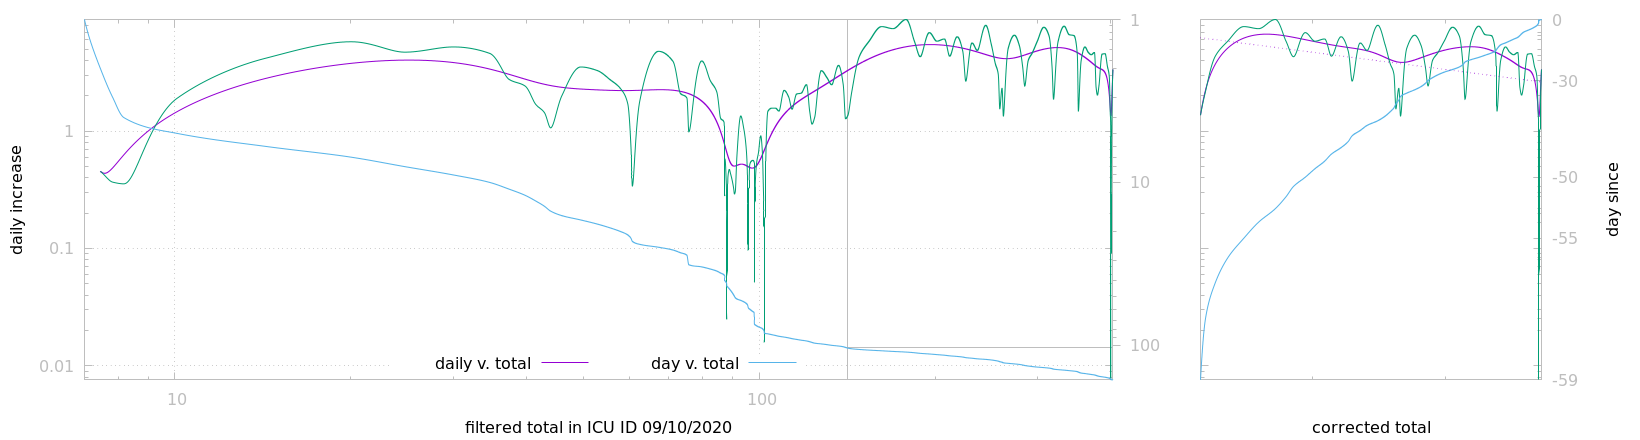 daily increase
1
0.1
0.01
10
100
filtered total in ICU ID 09/10/2020
daily v. total
day v. total
1
10
100
0
-30
-50
-55
-59
day since
corrected total